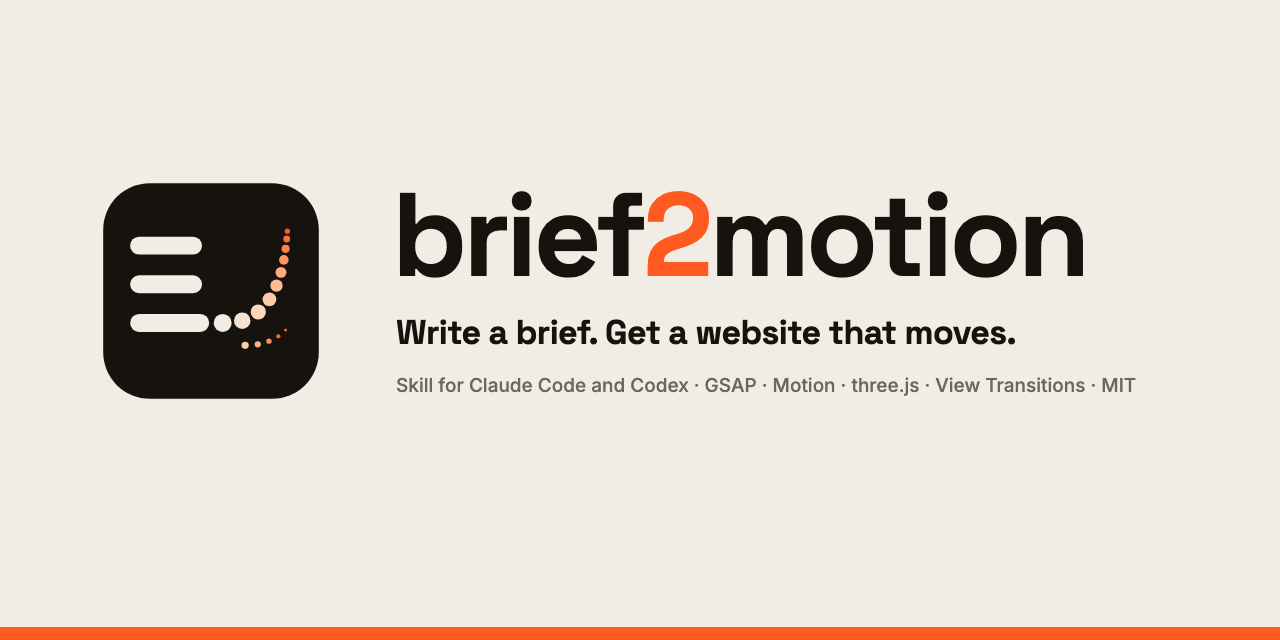 brief2motion
Write a brief. Get a website that moves.
Skill for Claude Code and Codex · GSAP · Motion · three.js · View Transitions · MIT